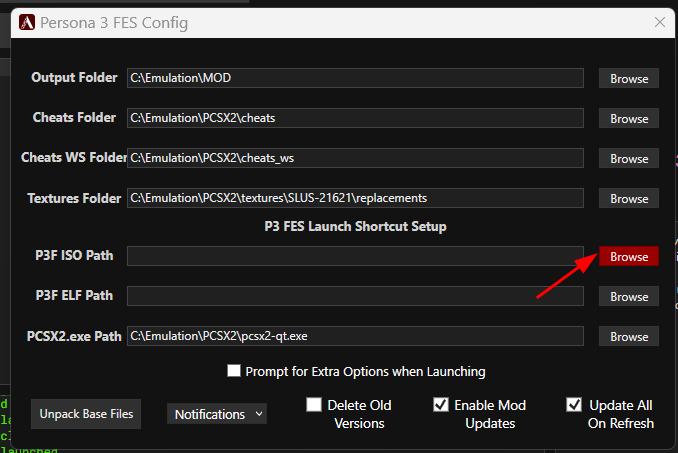 Persona 3 FES Config
Output Folder C:\Emulation\MOD Browse
Cheats Folder C:\Emulation\PCSX2\cheats Browse
Cheats WS Folder C:\Emulation\PCSX2\cheats_ws Browse
Textures Folder C:\Emulation\PCSX2\textures\SLUS-21621\replacements Browse
P3 FES Launch Shortcut Setup
P3F ISO Path Browse
P3F ELF Path Browse
PCSX2.exe Path C:\Emulation\PCSX2\pcsx2-qt.exe Browse
Prompt for Extra Options when Launching
Unpack Base Files
Notifications
Delete Old
Versions
Enable Mod
Updates
Update All
On Refresh